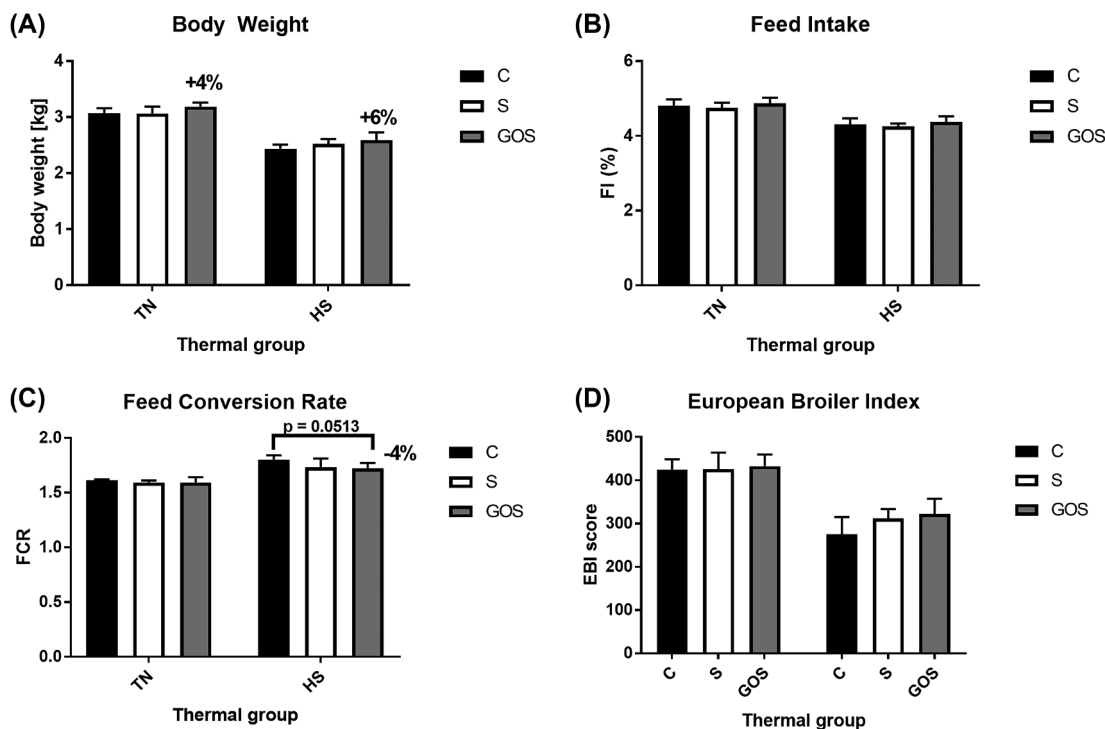 (A)
Body Weight
4
3
2
1
0
Body weight [kg]
+4%
+6%
TN
HS
Thermal group
C
S
GOS
(B)
Feed Intake
6
4
2
0
FI (%)
TN
HS
Thermal group
C
S
GOS
(C)
Feed Conversion Rate
2.0
1.5
1.0
0.5
0.0
FCR
p = 0.0513
-4%
TN
HS
Thermal group
C
S
GOS
(D)
European Broiler Index
500
400
300
200
100
0
EBI score
C
S
GOS
C
S
GOS
Thermal group
C
S
GOS